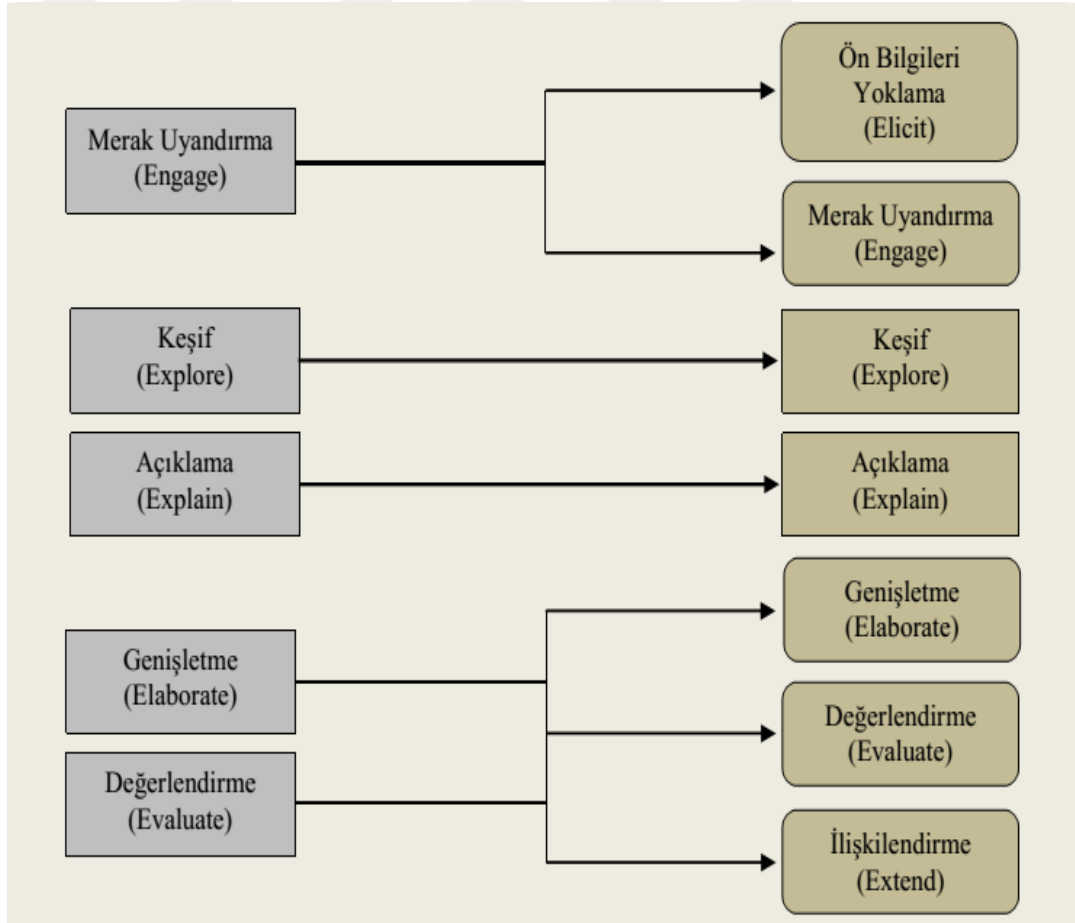 Merak Uyandırma
(Engage)
Ön Bilgileri
Yoklama
(Elicit)
Merak Uyandırma
(Engage)
Keşif
(Explore)
Keşif
(Explore)
Açıklama
(Explain)
Açıklama
(Explain)
Genişletme
(Elaborate)
Değerlendirme
(Evaluate)
Genişletme
(Elaborate)
Değerlendirme
(Evaluate)
İlişkilendirme
(Extend)